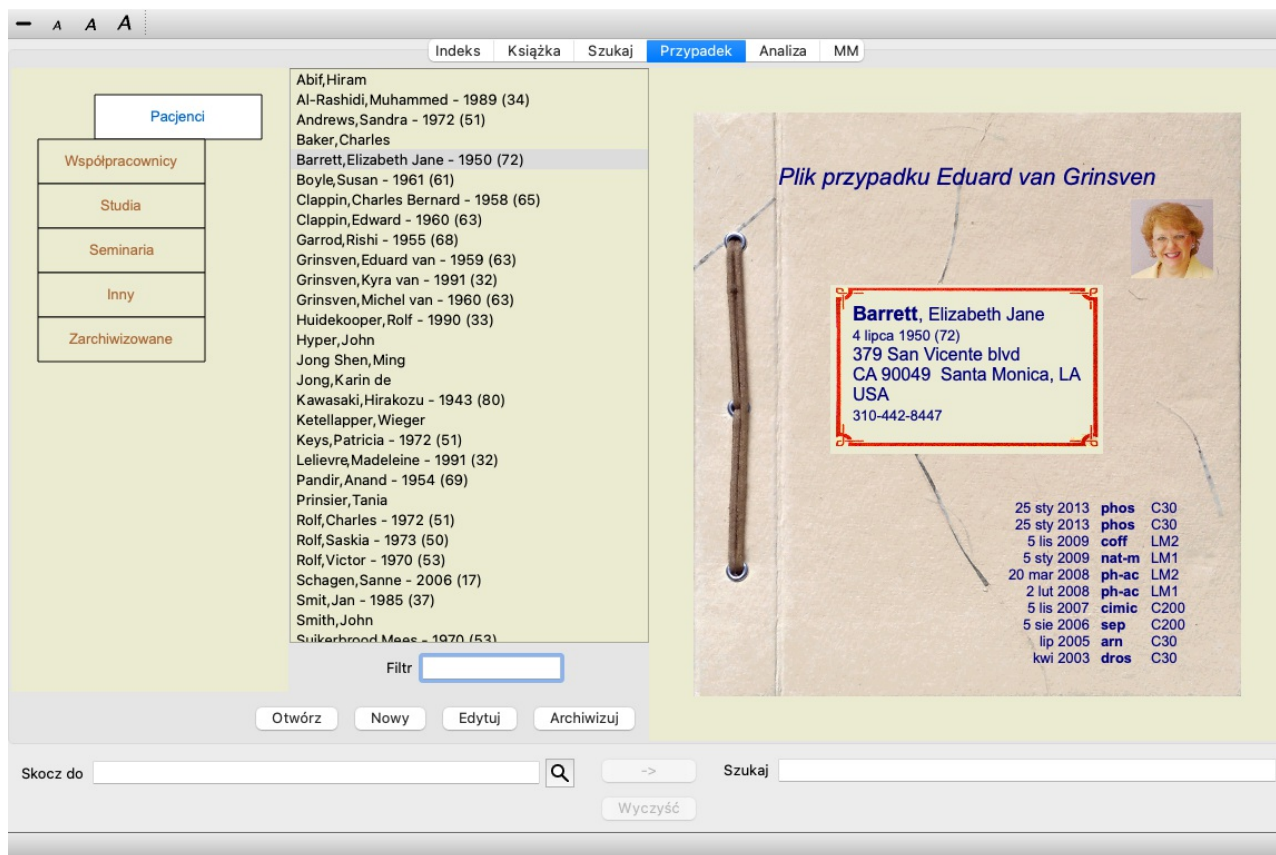 A A A
Indeks Książka Szukaj Przypadek Analiza MM
Pacjenci
Współpracownicy
Studia
Seminaria
Inny
Zarchiwizowane
Abif,Hiram
Al-Rashidi,Muhammed - 1989 (34)
Andrews,Sandra - 1972 (51)
Baker,Charles
Barrett,Elizabeth Jane - 1950 (72)
Boyle,Susan - 1961 (61)
Clappin,Charles Bernard - 1958 (65)
Clappin,Edward - 1960 (63)
Garrod,Rishi - 1955 (68)
Grinsven,Eduard van - 1959 (63)
Grinsven,Kyra van - 1991 (32)
Grinsven,Michel van - 1960 (63)
Huidekooper,Rolf - 1990 (33)
Hyper,John
Jong Shen,Ming
Jong,Karin de
Kawasaki,Hirakozu - 1943 (80)
Ketellapper,Wieger
Keys,Patricia - 1972 (51)
Lelievre,Madeleine - 1991 (32)
Pandir,Anand - 1954 (69)
Prinsier,Tania
Rolf,Charles - 1972 (51)
Rolf,Saskia - 1973 (50)
Rolf,Victor - 1970 (53)
Schagen,Sanne - 2006 (17)
Smit,Jan - 1985 (37)
Smith,John
Suikerbrood Mees - 1970 (53)
Filtr
Otwórz Nowy Edytuj Archiwizuj
Plik przypadku Eduard van Grinsven
Barrett, Elizabeth Jane
4 lipca 1950 (72)
379 San Vicente blvd
CA 90049 Santa Monica, LA
USA
310-442-8447
25 sty 2013 phos C30
25 sty 2013 phos C30
5 lis 2009 coff LM2
5 sty 2009 nat-m LM1
20 mar 2008 ph-ac LM2
2 lut 2008 ph-ac LM1
5 lis 2007 cimic C200
5 sie 2006 sep C200
lip 2005 arn C30
kwi 2003 dros C30
Skocz do -> Szukaj
Wyczyść